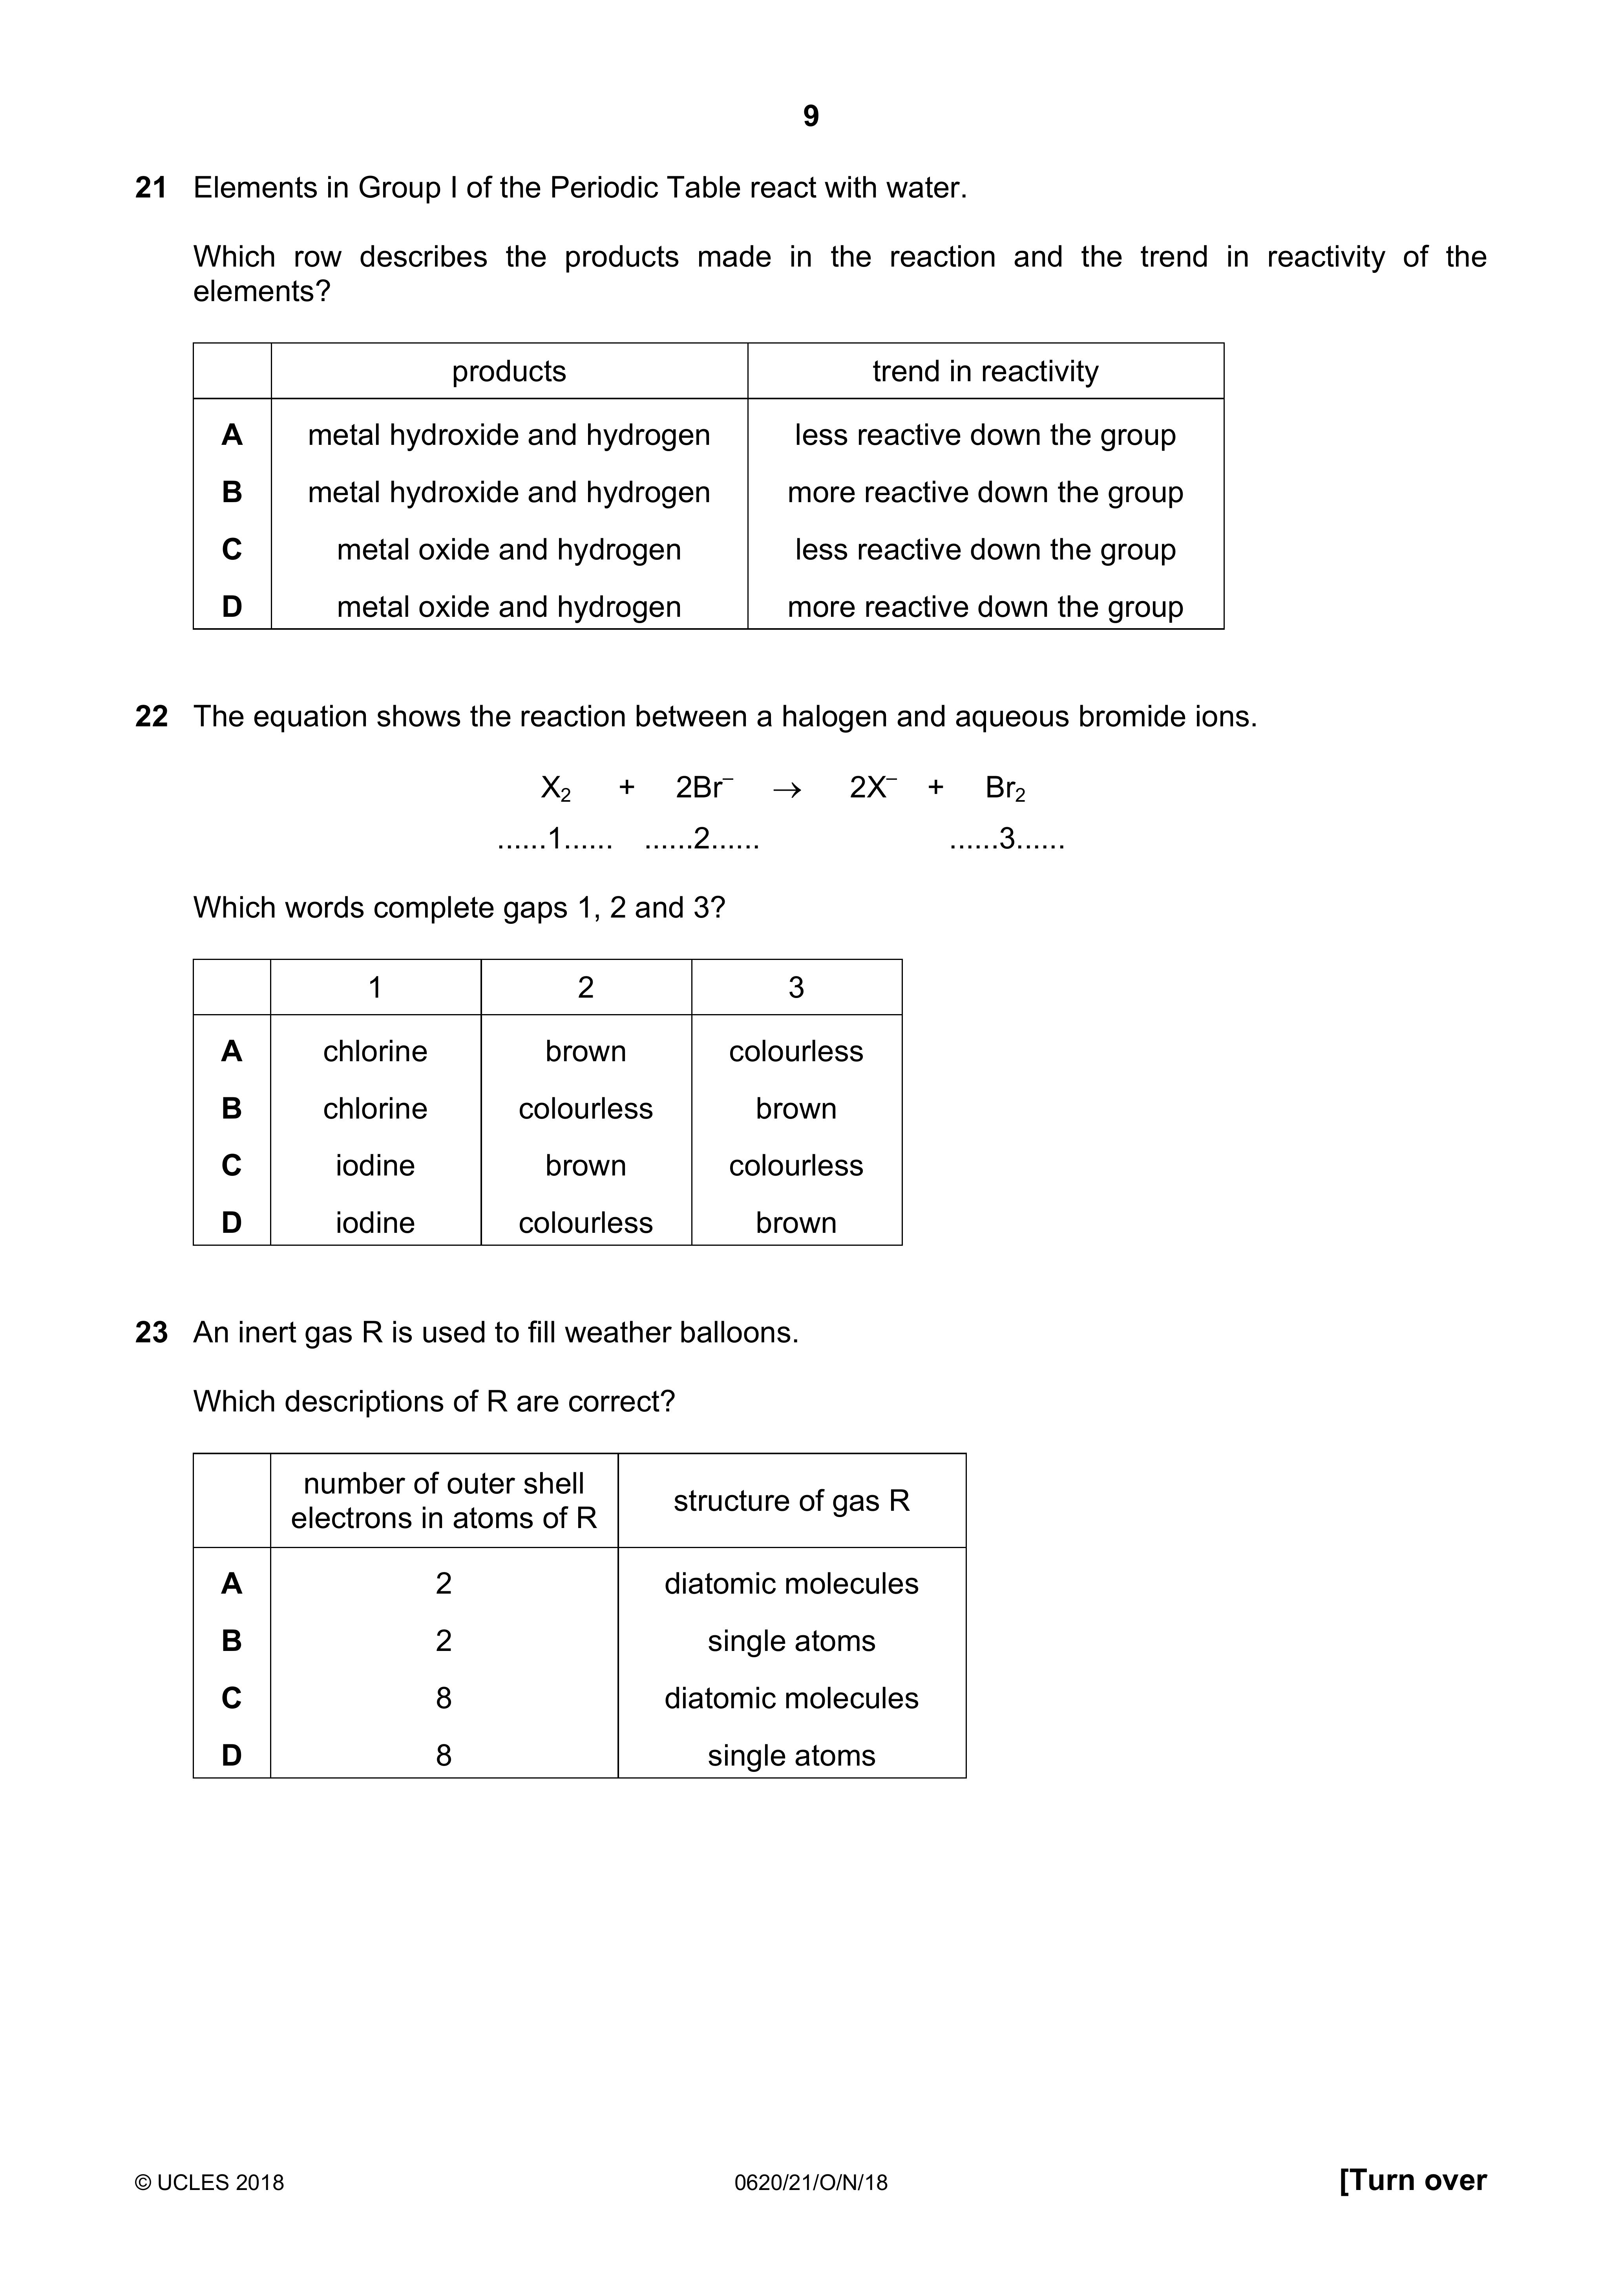 9
21 Elements in Group I of the Periodic Table react with water.
Which row describes the products made in the reaction and the trend in reactivity of the
elements?
products trend in reactivity
A metal hydroxide and hydrogen less reactive down the group
B metal hydroxide and hydrogen more reactive down the group
C metal oxide and hydrogen less reactive down the group
D metal oxide and hydrogen more reactive down the group
22 The equation shows the reaction between a halogen and aqueous bromide ions.
X₂ + 2Br⁻ → 2X⁻ + Br₂
......1...... ......2...... ......3......
Which words complete gaps 1, 2 and 3?
1 2 3
A chlorine brown colourless
B chlorine colourless brown
C iodine brown colourless
D iodine colourless brown
23 An inert gas R is used to fill weather balloons.
Which descriptions of R are correct?
number of outer shell
electrons in atoms of R structure of gas R
A 2 diatomic molecules
B 2 single atoms
C 8 diatomic molecules
D 8 single atoms
© UCLES 2018 0620/21/O/N/18 [Turn over